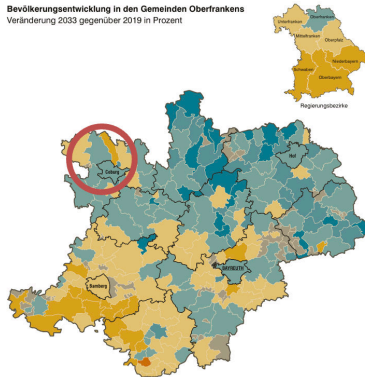 Bevölkerungsentwicklung in den Gemeinden Oberfrankens
Veränderung 2033 gegenüber 2019 in Prozent
Unterfranken
Oberfranken
Mittelfranken
Oberpfalz
Niederbayern
Schwaben
Oberbayern
Regierungsbezirke
Coburg
Hof
BAYREUTH
Bamberg